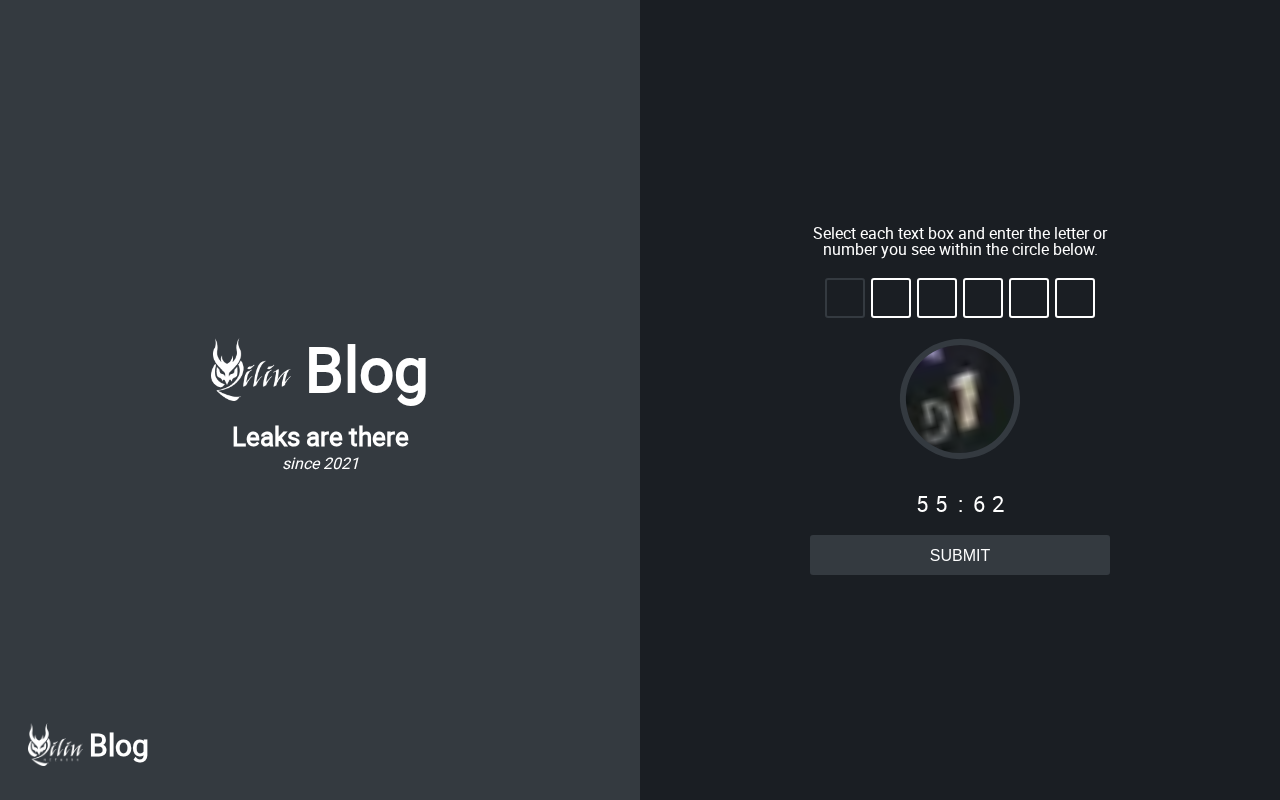 Qilin Blog
Leaks are there
since 2021
Qilin Blog
Select each text box and enter the letter or
number you see within the circle below.
1
55:62
SUBMIT